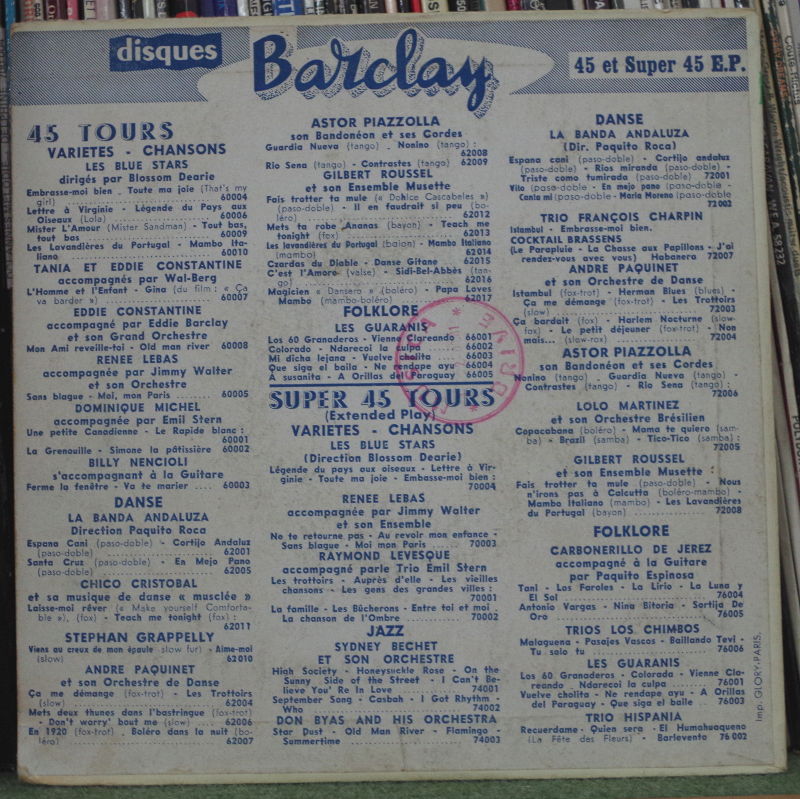 disques Barclay 45 et Super 45 E.P.
45 TOURS
VARIETES - CHANSONS
LES BLUE STARS
dirigés par Blossom Dearie
Embrasse-moi bien. Toute ma joie (That's my
girl) 60004
Lettre à Virginie - Légende du Pays aux
Oiseaux (Lola) 60006
Mister L'Amour (Mister Sandman) - Tout bas,
tout bas 60009
Les Lavandières du Portugal - Mambo Ita-
liano 60010
TANIA ET EDDIE CONSTANTINE
accompagnés par Wal-Berg
L'Homme et l'Enfant - Gina (du film : « Ça
va barder ») 60007
EDDIE CONSTANTINE
accompagné par Eddie Barclay
et son Grand Orchestre
Mon Ami reveille-toi - Old man river 60008
RENEE LEBAS
accompagnée par Jimmy Walter
et son Orchestre
Sans blague - Moi, mon Paris 60005
DOMINIQUE MICHEL
accompagnée par Emil Stern
Une petite Canadienne - Le Rapide blanc :
60001
La Grenouille - Simone la pâtissière 60002
BILLY NENCIOLI
s'accompagnant à la Guitare
Ferme la fenêtre - Va te marier 60003
DANSE
LA BANDA ANDALUZA
Direction Paquito Roca
Espana Cani (paso-doble) - Cortijo Andaluz
(paso-doble) 62001
Santa Cruz (paso-doble) - En Mejo Pano
(paso-doble) 62005
CHICO CRISTOBAL
et sa musique de danse « musclée »
Laisse-moi rêver (« Make yourself Comforta-
ble »), (fox) - Teach me tonight (fox) :
62011
STEPHAN GRAPPELLY
Viens au creux de mon épaule slow fur) - Aime-moi
(slow) 62010
ANDRE PAQUINET
et son Orchestre de Danse
Ça me démange (fox-trot) - Les Trottoirs
(slow) 62004
Mets deux thunes dans l'bastringue (fox-trot)
- Don't worry' bout me (slow) 62006
En 1920 (fox-trot). Boléro dans la nuit (bo-
léro) 62007
ASTOR PIAZZOLLA
son Bandonéon et ses Cordes
Guardia Nueva (tango). Nonino (tango) :
62008
Rio Sena (tango) - Contrastes (tango) 62009
GILBERT ROUSSEL
et son Ensemble Musette
Fais trotter ta mule (« Dolice Cascabeles »)
(paso-doble) - Il en faudrait si peu (bo-
léro) 62012
Mets ta robe Ananas (bayon) - Teach me
tonight (fox) 62013
Les lavandières du Portugal (baion) - Mambo Italiano
(mambo) 62014
Czardas du Diable - Danse Gitane 62015
C'est l'Amore (valse) - Sidi-Bel-Abbès (tan-
go) 62016
Magicien « Dansero » (boléro) - Papa Loves
Mambo (mambo-boléro) 62017
FOLKLORE
LES GUARANIS
Los 60 Granaderos - Vienne Clareando 66001
Colorado - Ndarecoi la culpa 66002
Mi dicha lejana - Vuelve cholita 66003
Que siga el baile - Ne rendape ouy 66004
A susanita - A Orillas del Paraguay 66005
SUPER 45 TOURS
(Extended Play)
VARIETES - CHANSONS
LES BLUE STARS
(Direction Blossom Dearie)
Légende du pays aux oiseaux - Lettre à Vir-
ginie - Toute ma joie - Embasse-moi bien :
70004
RENEE LEBAS
accompagnée par Jimmy Walter
et son Ensemble
Ne te retourne pas - Au revoir mon enfance -
Sans blague - Moi mon Paris 70003
RAYMOND LEVESQUE
accompagné parle Trio Emil Stern
Les trottoirs - Auprès d'elle - Les vieilles
chansons - Les gens des grandes villes :
70001
La famille - Les Bûcherons - Entre toi et moi
La chanson de l'Ombre 70002
JAZZ
SYDNEY BECHET
ET SON ORCHESTRE
High Society - Honeysuckle Rose - On the
Sunny Side of the Street - I Can't Be-
lieve You' Re In Love 74001
September Song - Casbah - I Got Rhythm -
Who 74002
DON BYAS AND HIS ORCHESTRA
Star Dust - Old Man River - Flamingo -
Summertime 74003
DANSE
LA BANDA ANDALUZA
(Dir. Paquito Roca)
Espana cani (paso-doble) - Cortijo andaluz
(paso-doble) - Rios miranda (paso-doble) -
Triste como tumirada (paso-doble) 72001
Vito (paso-doble - En mejo pano (paso-doble) -
Canta mi (paso-doble - Maria Moreno (paso-doble
72002
TRIO FRANÇOIS CHARPIN
Istambul - Embrasse-moi bien.
COCKTAIL BRASSENS
(Le Parapluie - La Chasse aux Papillons - J'ai
rendez-vous avec vous) Habanero 72007
ANDRE PAQUINET
et son Orchestre de Danse
Istambul (fox-trot) - Herman Blues (blues) -
Ça me démange (fox-trot) - Les Trottoirs
(slow) 72003
Ça bardait (fox) - Harlem Nocturne (slow-
fox) - Le petit déjeuner (fox-trot) - Non
mais... (slow-rox) 72004
ASTOR PIAZZOLLA
son Bandonéon et ses Cordes
Nonino (tango). Guardia Nueva (tango) -
Contrastes (tango) - Rio Sena (tango) :
72006
LOLO MARTINEZ
et son Orchestre Brésilien
Copacabana (boléro) - Mama te quiero (sam-
ba) « Brazil (samba) - Tico-Tico (samba) :
72005
GILBERT ROUSSEL
et son Ensemble Musette :
Fais trotter ta mule (paso-doble) - Nous
n'irons pas à Calcutta (boléro-mambo) -
Mambo Italiano (mambo) - Les Lavandières
du Portugal (bayon) 72008
FOLKLORE
CARBONERILLO DE JEREZ
accompagné à la Guitare
par Paquito Espinosa
Tani - Los Faroles - La Lirio - La Luna y
El Sol 76004
Antonio Vargas - Nina Bitoria - Sortija De
Oro 76005
TRIOS LOS CHIMBOS
Malaguena - Pasajes Vascos - Baillando Tevi -
Tu solo tu 76006
LES GUARANIS
Los 60 Granaderos - Colorada - Vienne Cla-
reando. Ndarecoi la culpa 76001
Vuelve cholita - Ne rendape ayu - A Orillas
del Paraguay - Que siga el baile 76003
TRIO HISPANIA
Recuerdame - Quien sera - El Humahuaqueno
(La Fête des Fleurs) - Barlevento 76002
Imp. GLORY-PARIS.